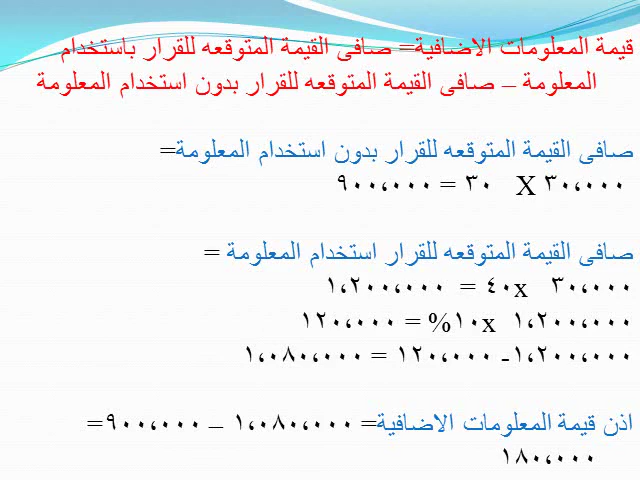 قيمة المعلومات الاضافية= صافى القيمة المتوقعه للقرار باستخدام
المعلومة – صافى القيمة المتوقعه للقرار بدون استخدام المعلومة
صافى القيمة المتوقعه للقرار بدون استخدام المعلومة=
٣٠،٠٠٠ X ٣٠ = ٩٠٠،٠٠٠
صافى القيمة المتوقعه للقرار استخدام المعلومة =
٣٠،٠٠٠ x٤٠ = ١،٢٠٠،٠٠٠
١،٢٠٠،٠٠٠ x١٠% = ١٢٠،٠٠٠
١،٢٠٠،٠٠٠- ١٢٠،٠٠٠ = ١،٠٨٠،٠٠٠
اذن قيمة المعلومات الاضافية= ١،٠٨٠،٠٠٠ – ٩٠٠،٠٠٠=
١٨٠،٠٠٠